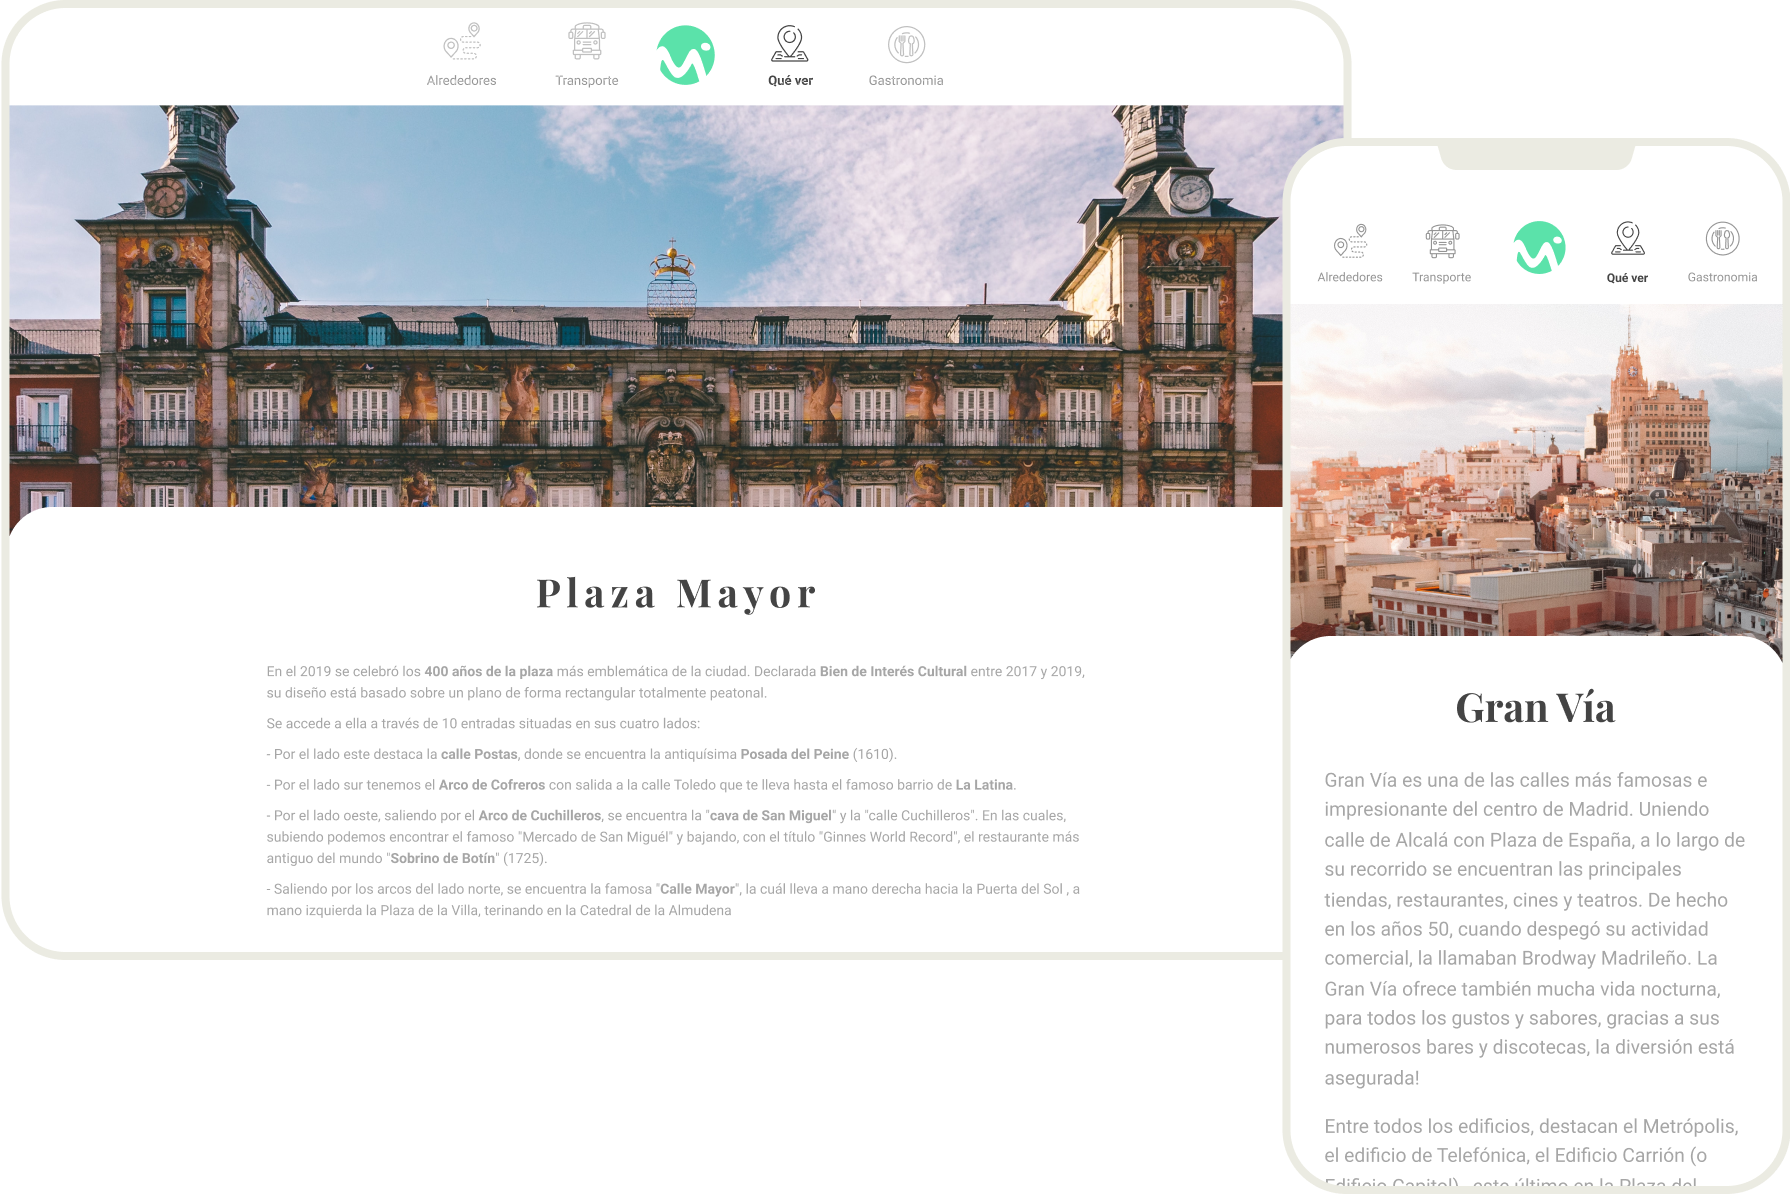 Alrededores
Transporte
Qué ver
Gastronomia
Plaza Mayor
En el 2019 se celebró los 400 años de la plaza más emblemática de la ciudad. Declarada Bien de Interés Cultural entre 2017 y 2019,
su diseño está basado sobre un plano de forma rectangular totalmente peatonal.
Se accede a ella a través de 10 entradas situadas en sus cuatro lados:
- Por el lado este destaca la calle Postas, donde se encuentra la antiquísima Posada del Peine (1610).
- Por el lado sur tenemos el Arco de Cofreros con salida a la calle Toledo que te lleva hasta el famoso barrio de La Latina.
- Por el lado oeste, saliendo por el Arco de Cuchilleros, se encuentra la "cava de San Miguel" y la "calle Cuchilleros". En las cuales,
subiendo podemos encontrar el famoso "Mercado de San Miguél" y bajando, con el título "Ginnes World Record", el restaurante más
antiguo del mundo "Sobrino de Botín" (1725).
- Saliendo por los arcos del lado norte, se encuentra la famosa "Calle Mayor", la cuál lleva a mano derecha hacia la Puerta del Sol , a
mano izquierda la Plaza de la Villa, terinando en la Catedral de la Almudena
Alrededores
Transporte
Qué ver
Gastronomia
Gran Vía
Gran Vía es una de las calles más famosas e
impresionante del centro de Madrid. Uniendo
calle de Alcalá con Plaza de España, a lo largo de
su recorrido se encuentran las principales
tiendas, restaurantes, cines y teatros. De hecho
en los años 50, cuando despegó su actividad
comercial, la llamaban Brodway Madrileño. La
Gran Vía ofrece también mucha vida nocturna,
para todos los gustos y sabores, gracias a sus
numerosos bares y discotecas, la diversión está
asegurada!
Entre todos los edificios, destacan el Metrópolis,
el edificio de Telefónica, el Edificio Carrión (o
Edificio Capitol) , este último en la Plaza del